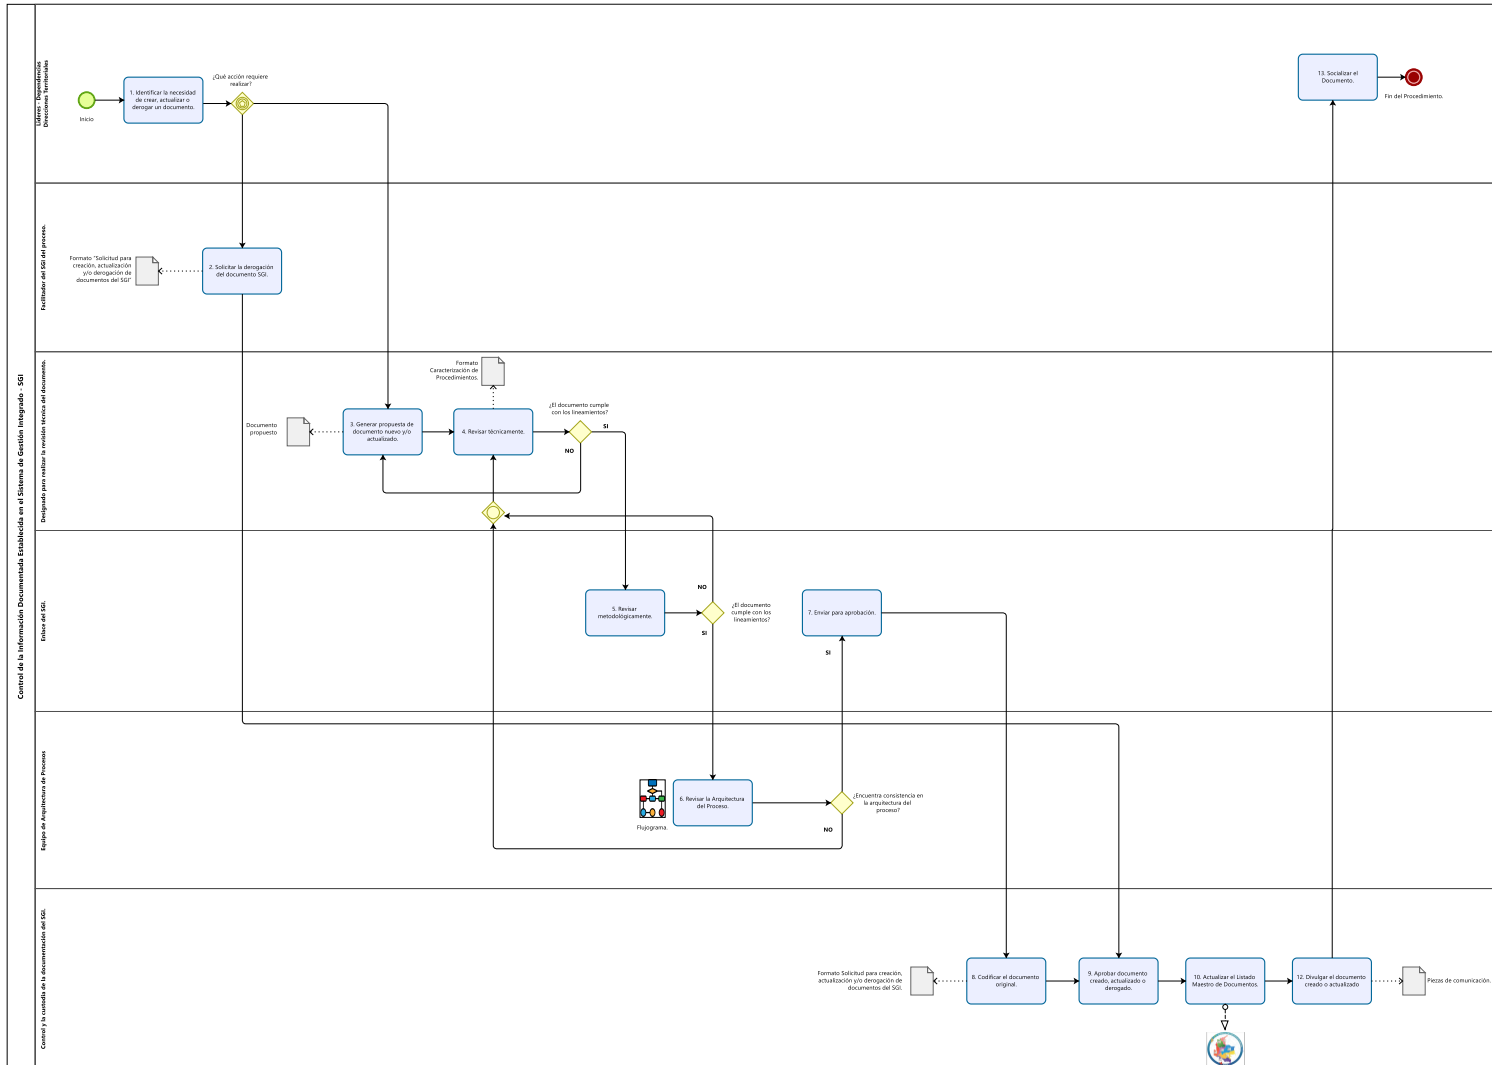 Control de la Información Documentada Establecida en el Sistema de Gestión Integrado - SGI
Líderes - Dependencias
Direcciones Territoriales
Inicio
1. Identificar la necesidad
de crear, actualizar o
derogar un documento.
¿Qué acción requiere
realizar?
13. Socializar el
Documento.
Fin del Procedimiento.
Facilitador del SGI del proceso.
Formato "Solicitud para
creación, actualización
y/o derogación de
documentos del SGI"
2. Solicitar la derogación
del documento SGI.
Designado para realizar la revisión técnica del documento.
Formato
Caracterización de
Procedimientos.
Documento
propuesto
3. Generar propuesta de
documento nuevo y/o
actualizado.
4. Revisar técnicamente.
¿El documento cumple
con los lineamientos?
SI
NO
Enlace del SGI.
5. Revisar
metodológicamente.
NO
SI
¿El documento
cumple con los
lineamientos?
7. Enviar para aprobación.
SI
Equipo de Arquitectura de Procesos
Flujograma.
6. Revisar la Arquitectura
del Proceso.
¿Encuentra consistencia en
la arquitectura del
proceso?
NO
Control y la custodia de la documentación del SGI.
Formato Solicitud para creación,
actualización y/o derogación de
documentos del SGI.
8. Codificar el documento
original.
9. Aprobar documento
creado, actualizado o
derogado.
10. Actualizar el Listado
Maestro de Documentos.
12. Divulgar el documento
creado o actualizado
Piezas de comunicación.